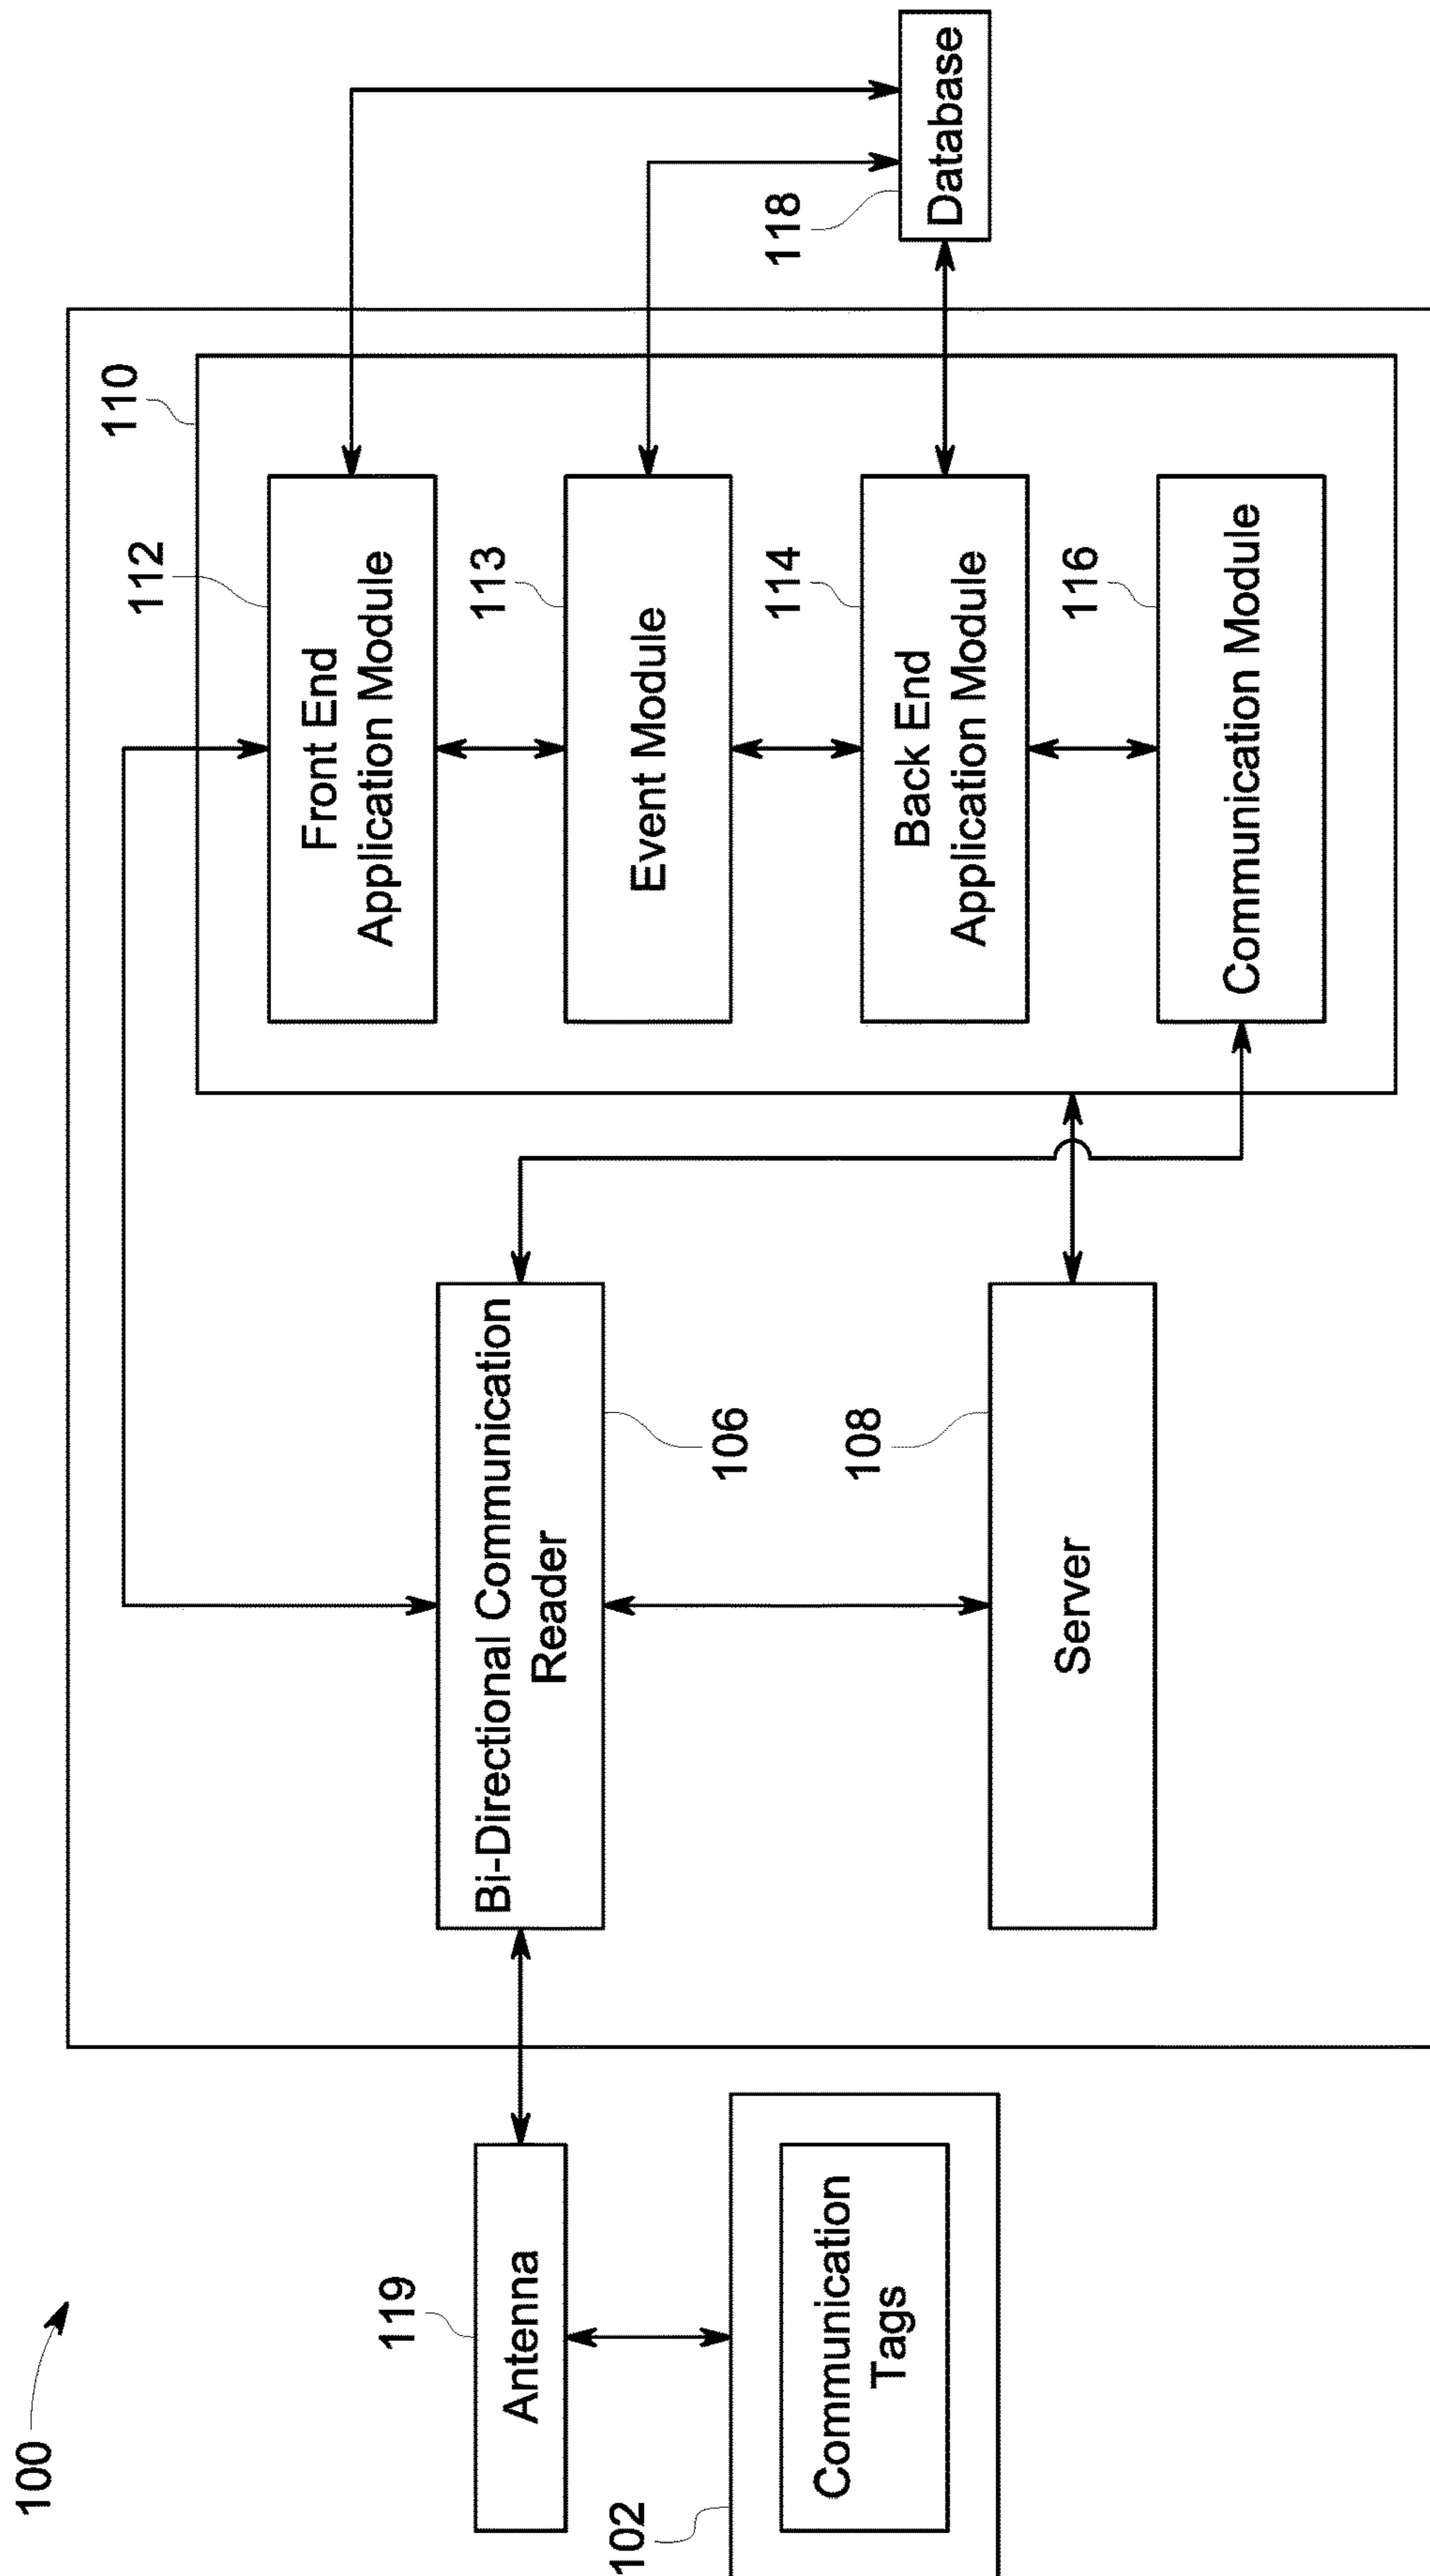 100
119
Antenna
102
Communication
Tags
Bi-Directional Communication
Reader
106
108
Server
110
112
Front End
Application Module
113
Event Module
114
Back End
Application Module
116
Communication Module
118
Database